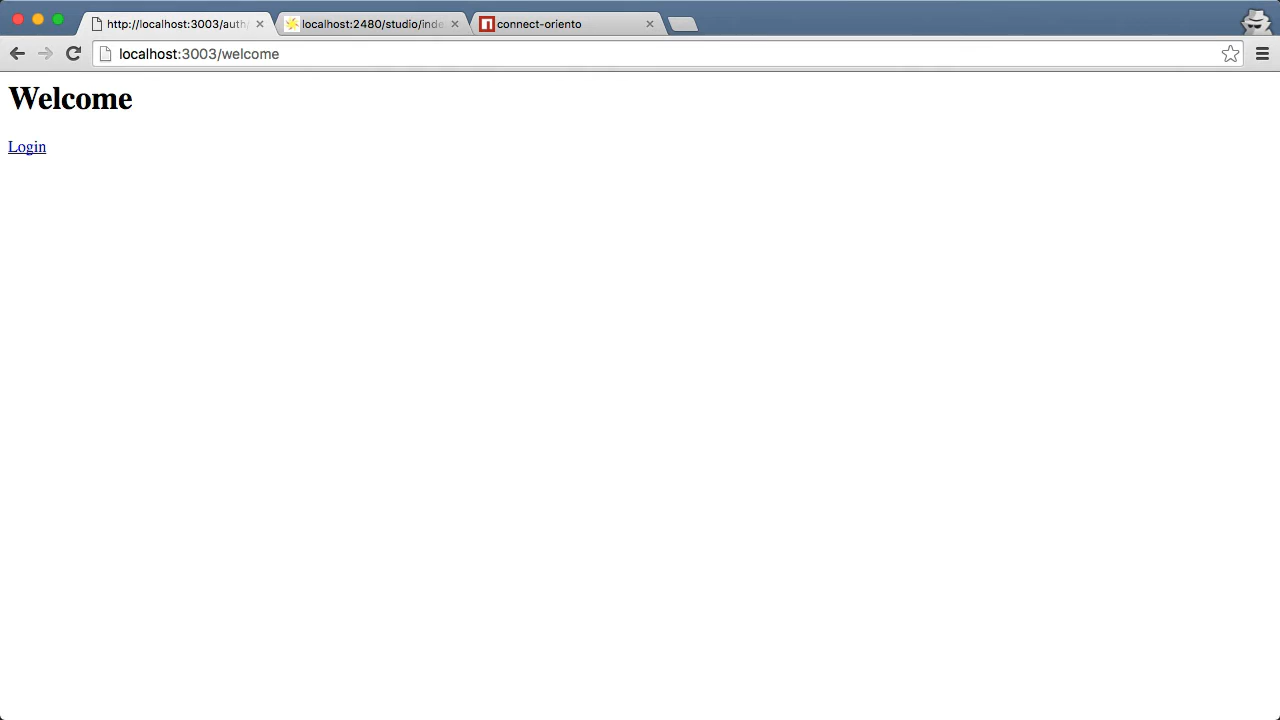 http://localhost:3003/auth/
localhost:2480/studio/inde
connect-oriento
localhost:3003/welcome
Welcome
Login